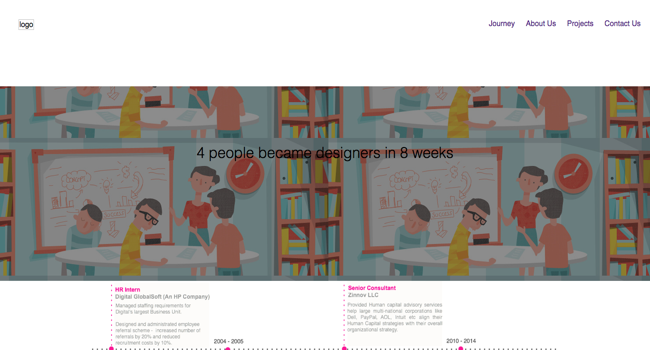 logo
Journey About Us Projects Contact Us
4 people became designers in 8 weeks
HR Intern
Digital GlobalSoft (An HP Company)
Managed staffing requirements for
Digital's largest Business Unit.
Designed and administrated employee
referral scheme - increased number of
referrals by 20% and reduced
recruitment costs by 10%.
2004 - 2005
Senior Consultant
Zinnov LLC
Provided Human capital advisory services
help large multi-national corporations like
Dell, PayPal, AOL, Intuit etc align their
Human Capital strategies with their overall
organizational strategy.
2010 - 2014